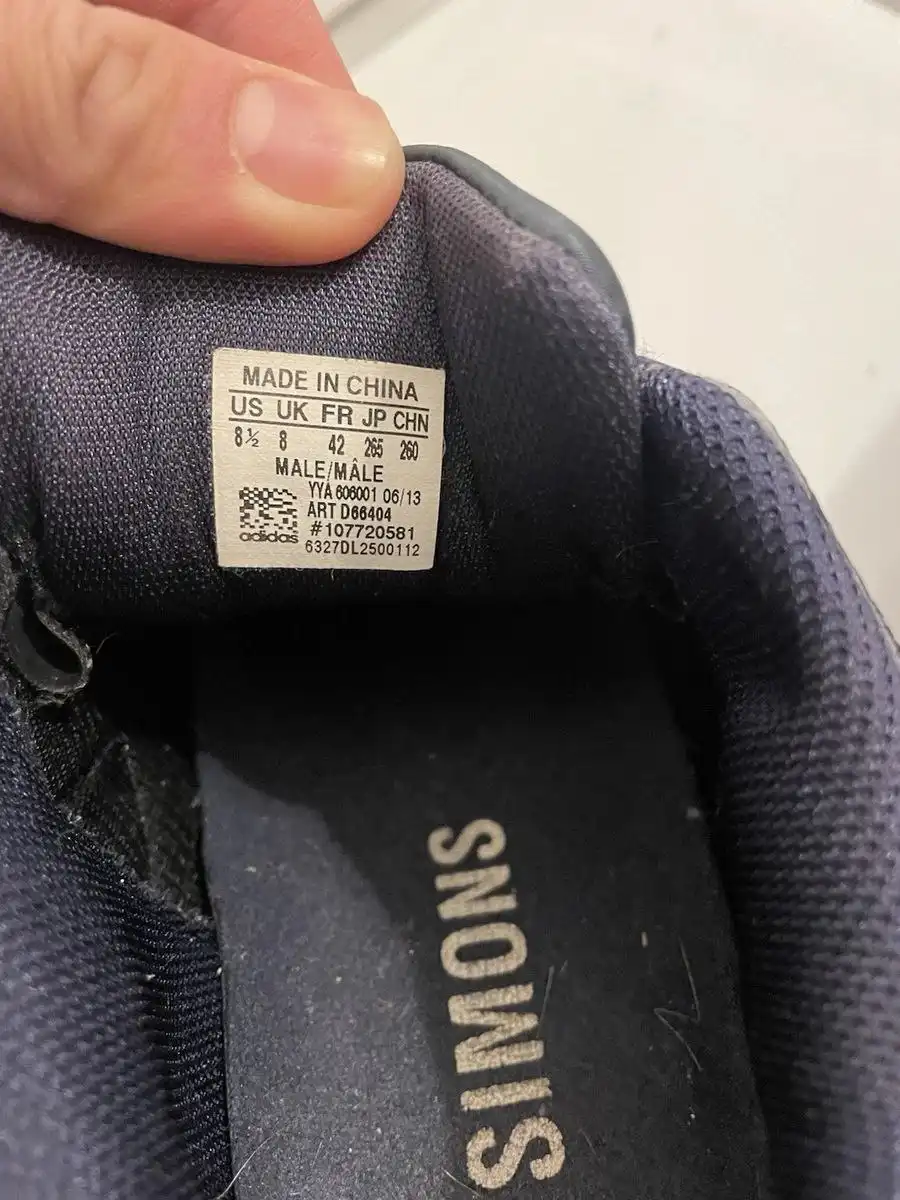 MADE IN CHINA
US UK FR JP CHN
8½ 8 42 265 260
MALE/MÂLE
YYA 606001 06/13
ART D66404
#107720581
adidas 6327DL2500112
SIMONS